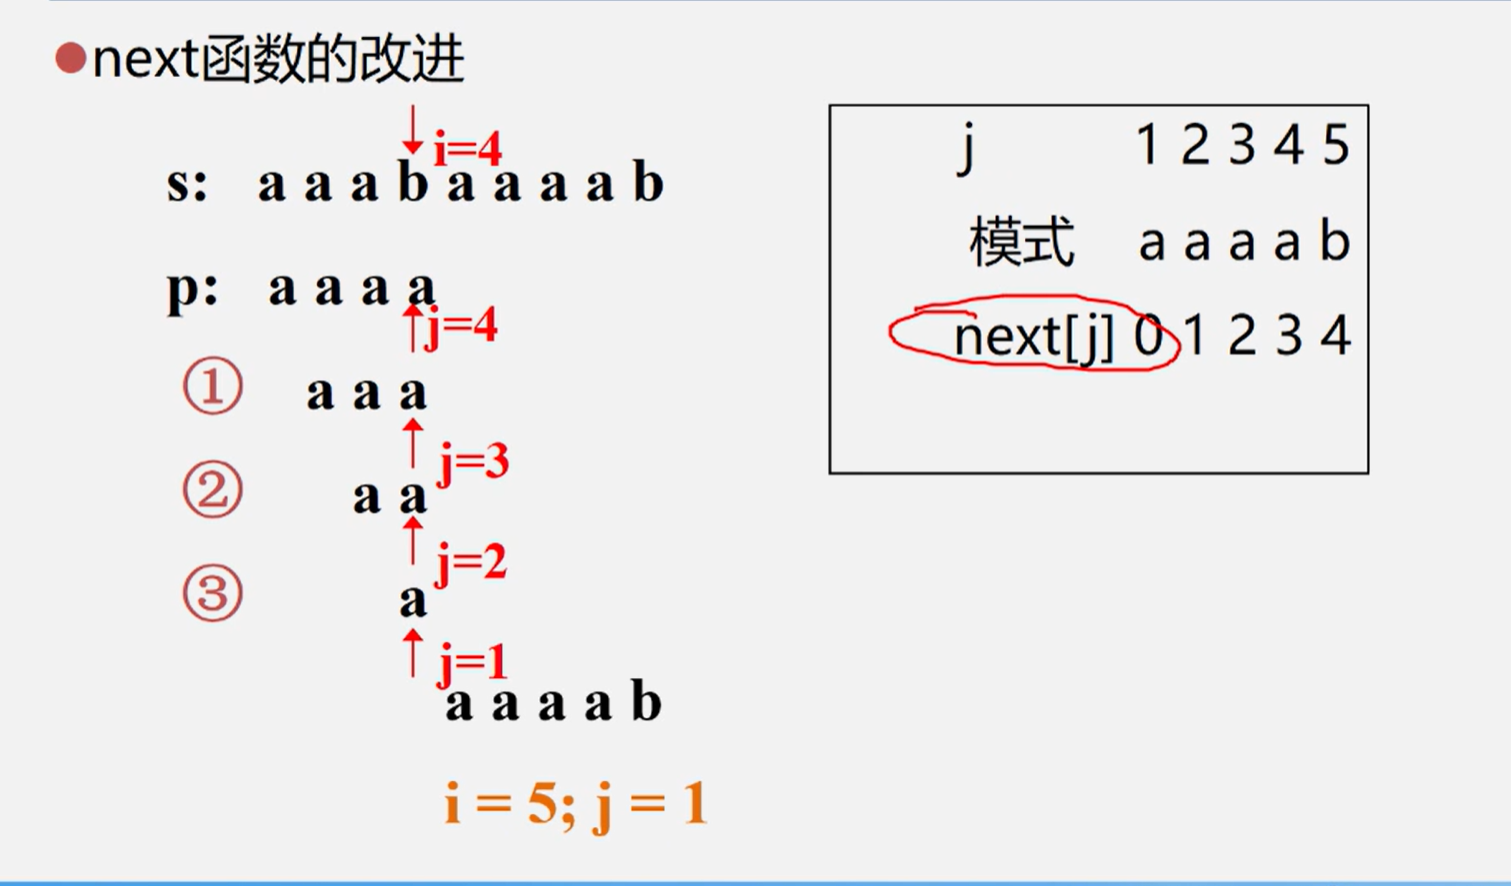 next函数的改进
i=4
s: a a a b a a a a b
p: a a a a
j=4
① a a a
j=3
② a a
j=2
③ a
j=1
a a a a b
i = 5; j = 1
j 1 2 3 4 5
模式 a a a a b
next[j] 0 1 2 3 4